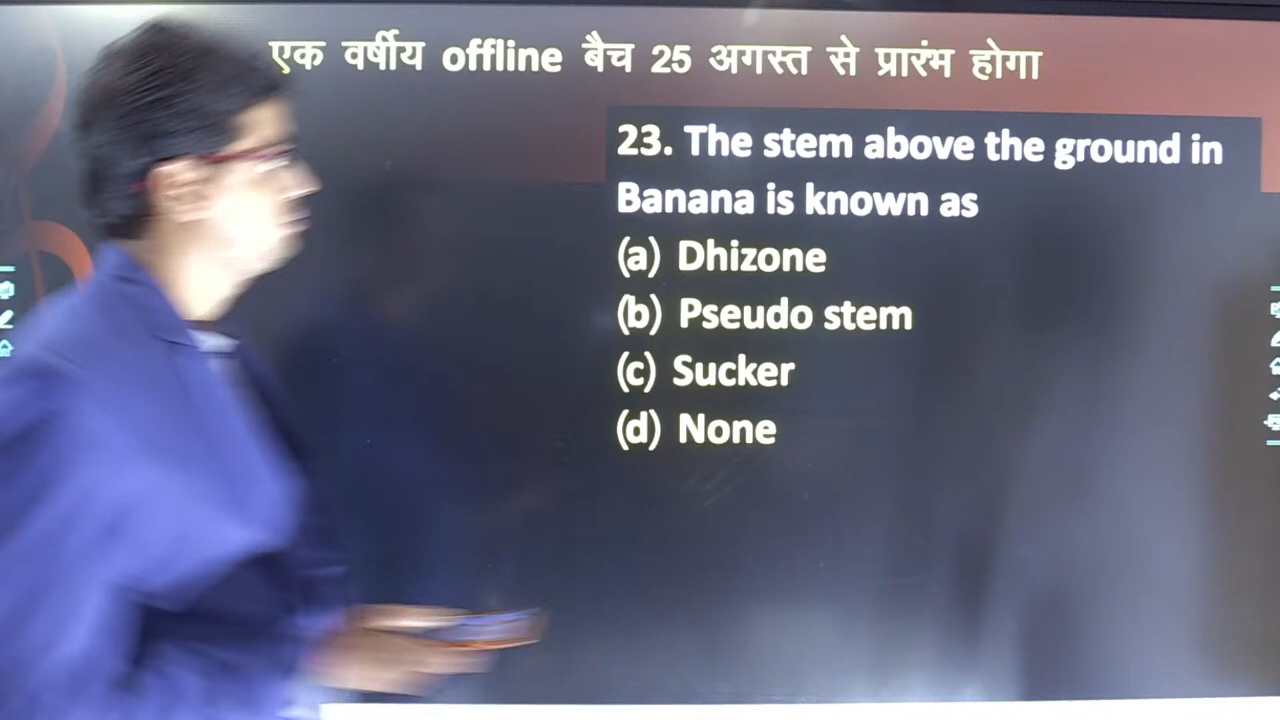 एक वर्षीय offline बैच 25 अगस्त से प्रारंभ होगा
23. The stem above the ground in
Banana is known as
(a) Dhizone
(b) Pseudo stem
(c) Sucker
(d) None